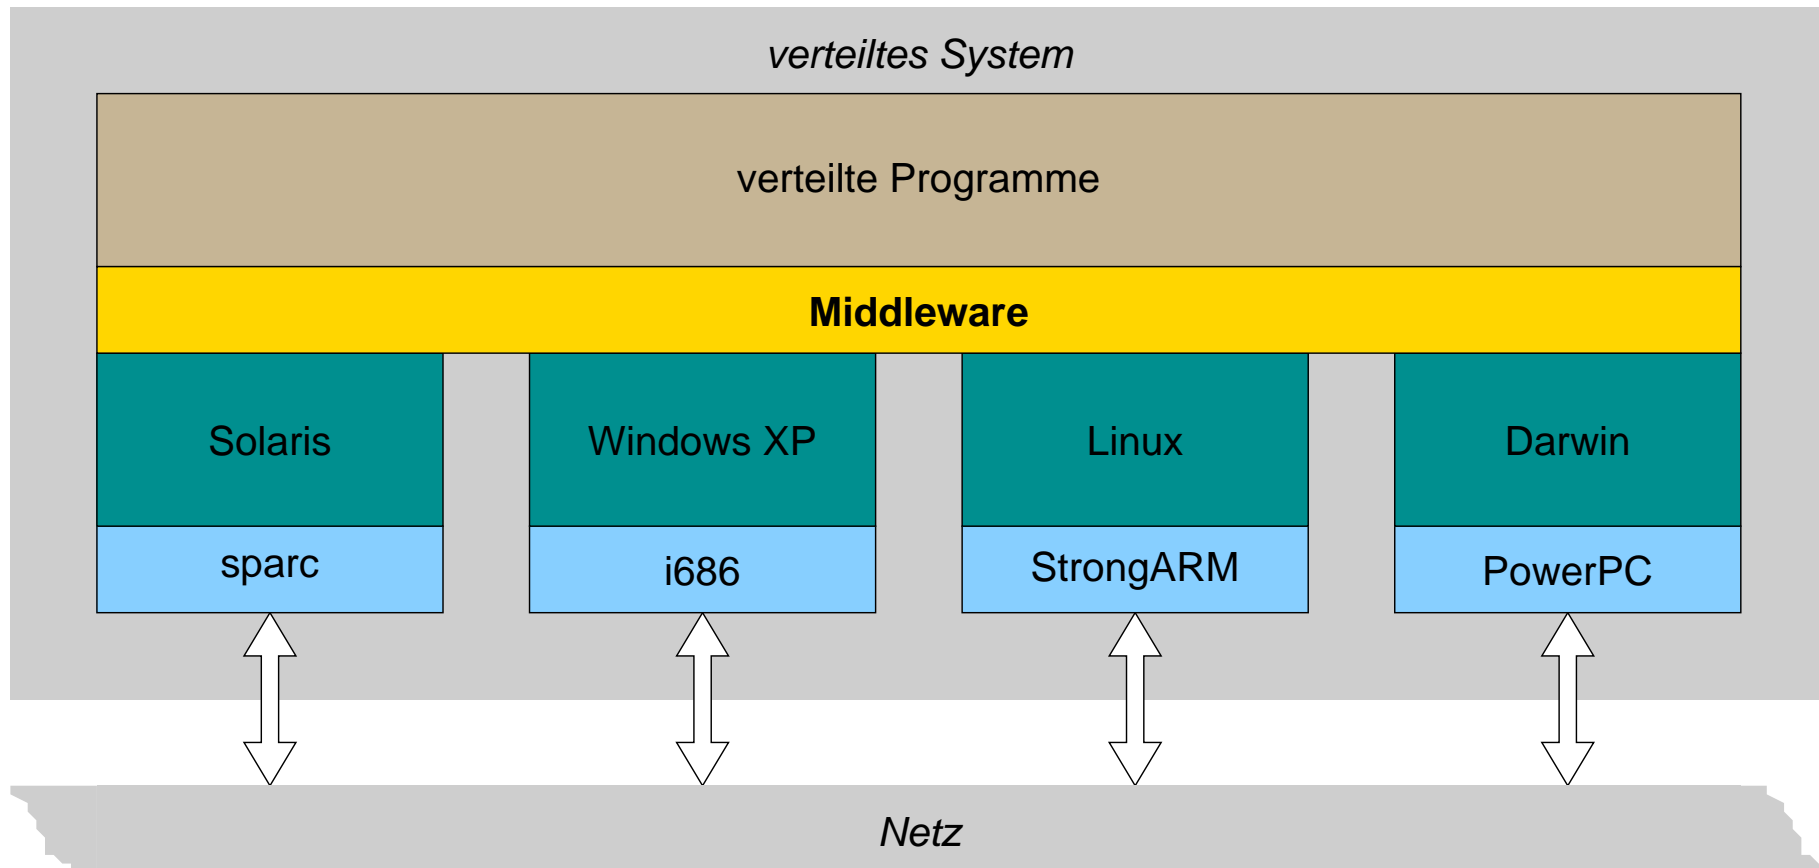 verteiltes System
verteilte Programme
Middleware
Solaris
Windows XP
Linux
Darwin
sparc
i686
StrongARM
PowerPC
Netz